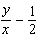 y/x - 1/2